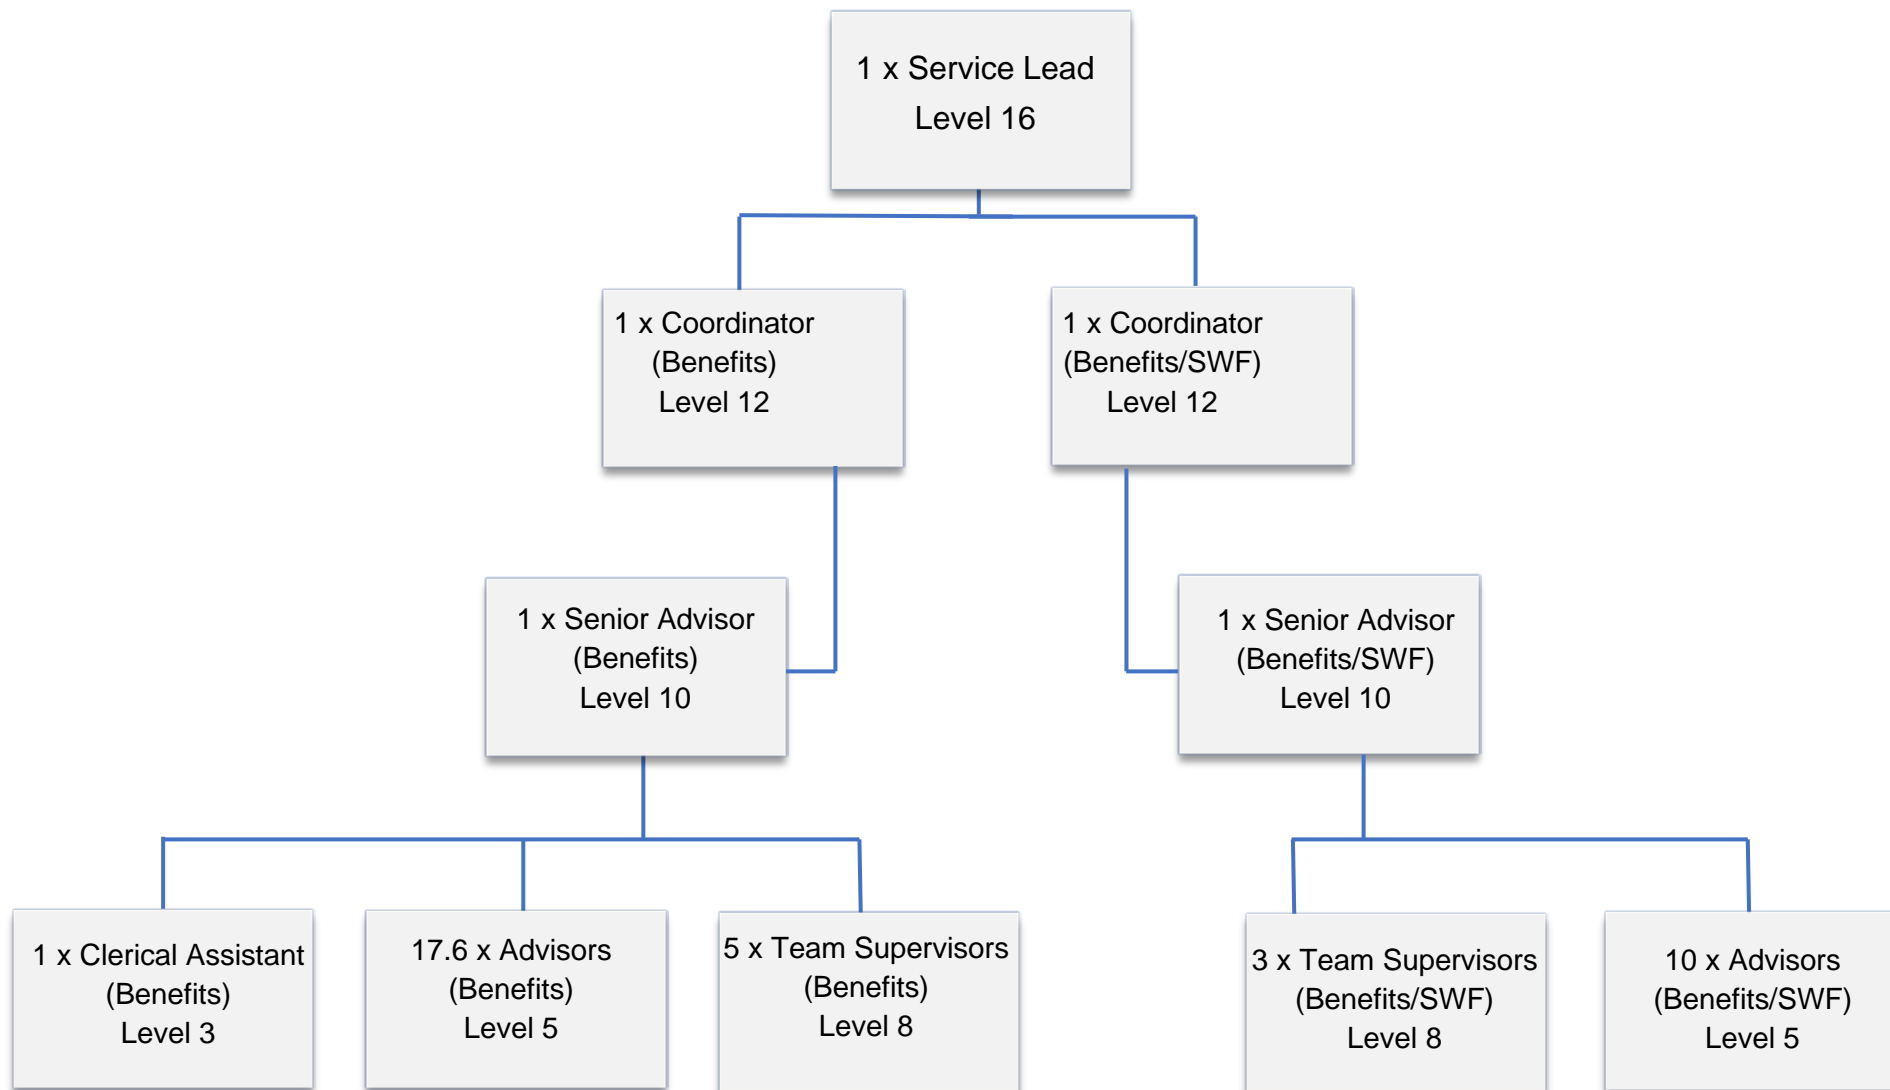 1 x Service Lead
Level 16
1 x Coordinator
(Benefits)
Level 12
1 x Coordinator
(Benefits/SWF)
Level 12
1 x Senior Advisor
(Benefits)
Level 10
1 x Senior Advisor
(Benefits/SWF)
Level 10
1 x Clerical Assistant
(Benefits)
Level 3
17.6 x Advisors
(Benefits)
Level 5
5 x Team Supervisors
(Benefits)
Level 8
3 x Team Supervisors
(Benefits/SWF)
Level 8
10 x Advisors
(Benefits/SWF)
Level 5